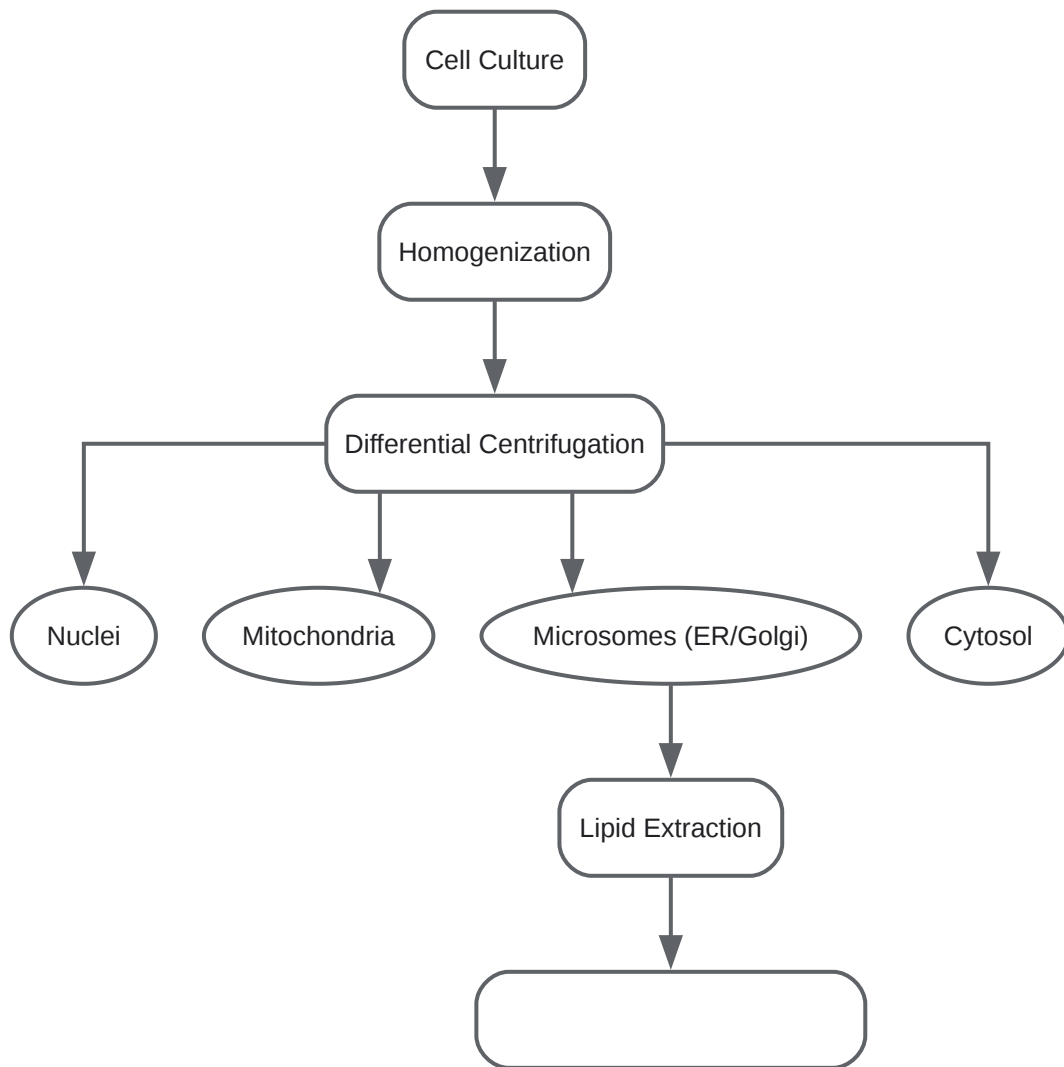 Cell Culture
Homogenization
Differential Centrifugation
Nuclei
Mitochondria
Microsomes (ER/Golgi)
Cytosol
Lipid Extraction